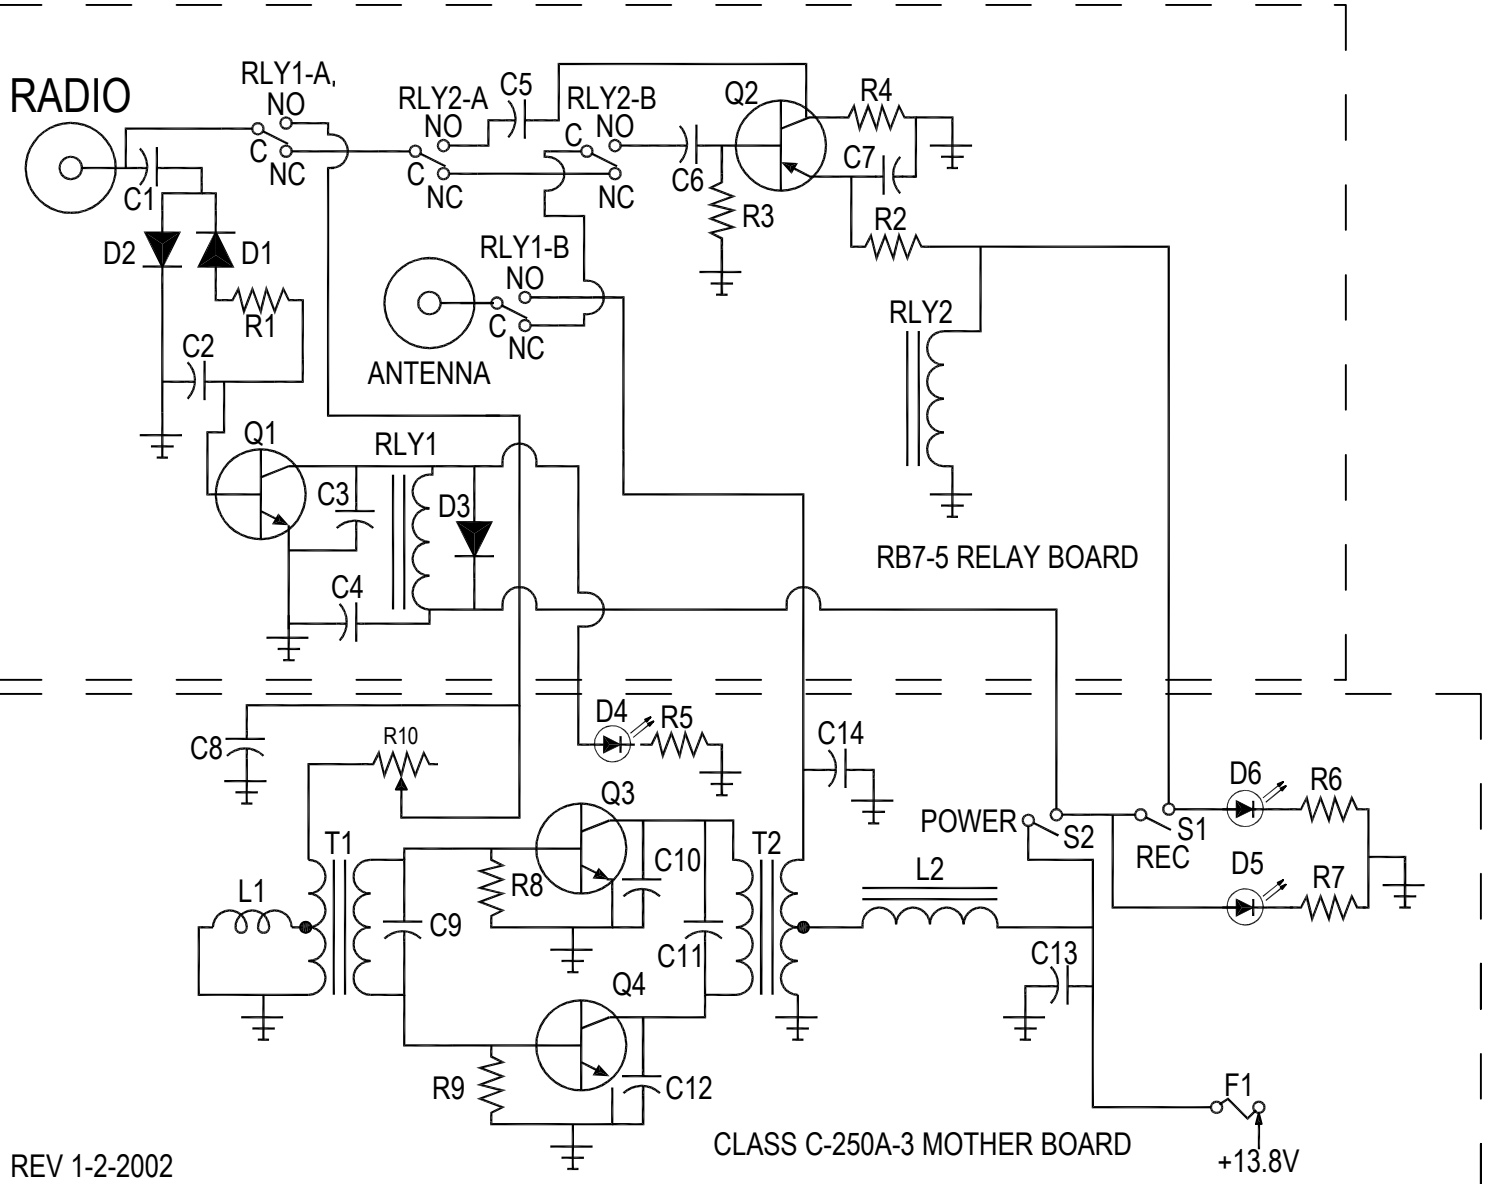 RADIO
RLY1-A,
NO
C
NC
RLY2-A
NO
C
NC
C5
RLY2-B
C
NO
NC
Q2
R4
C7
C6
R3
R2
C1
D2
D1
R1
C2
RLY1-B
NO
C
NC
ANTENNA
RLY2
Q1
RLY1
C3
D3
C4
RB7-5 RELAY BOARD
C8
R10
D4
R5
C14
Q3
POWER
S2
S1
REC
D6
R6
D5
R7
T1
L1
R8
C9
C10
C11
T2
L2
C13
Q4
R9
C12
F1
+13.8V
CLASS C-250A-3 MOTHER BOARD
REV 1-2-2002